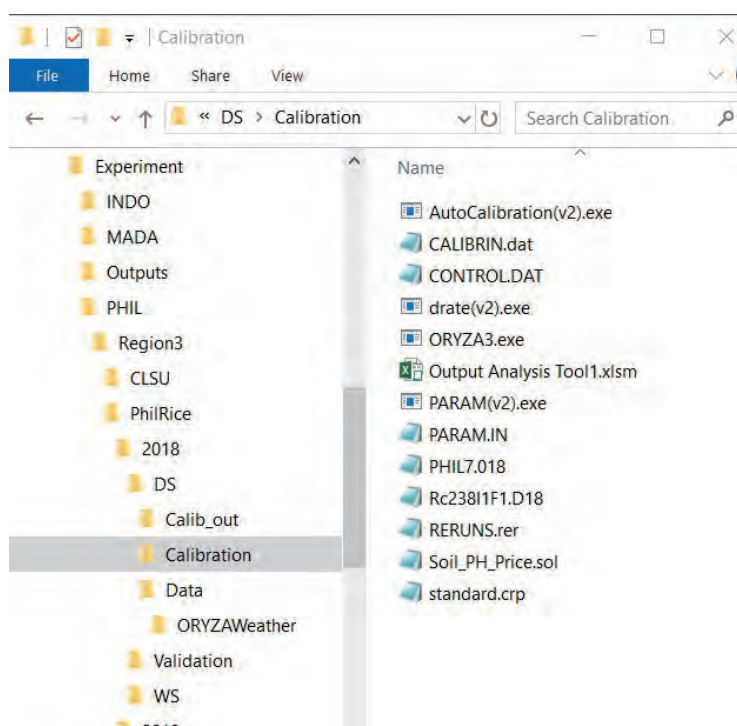 Calibration
File Home Share View
« DS > Calibration Search Calibration
Experiment
INDO
MADA
Outputs
PHIL
Region3
CLSU
PhilRice
2018
DS
Calib_out
Calibration
Data
ORYZAWeather
Validation
WS
Name
AutoCalibration(v2).exe
CALIBRIN.dat
CONTROL.DAT
drate(v2).exe
ORYZA3.exe
Output Analysis Tool1.xlsm
PARAM(v2).exe
PARAM.IN
PHIL7.018
Rc238I1F1.D18
RERUNS.rer
Soil_PH_Price.sol
standard.crp